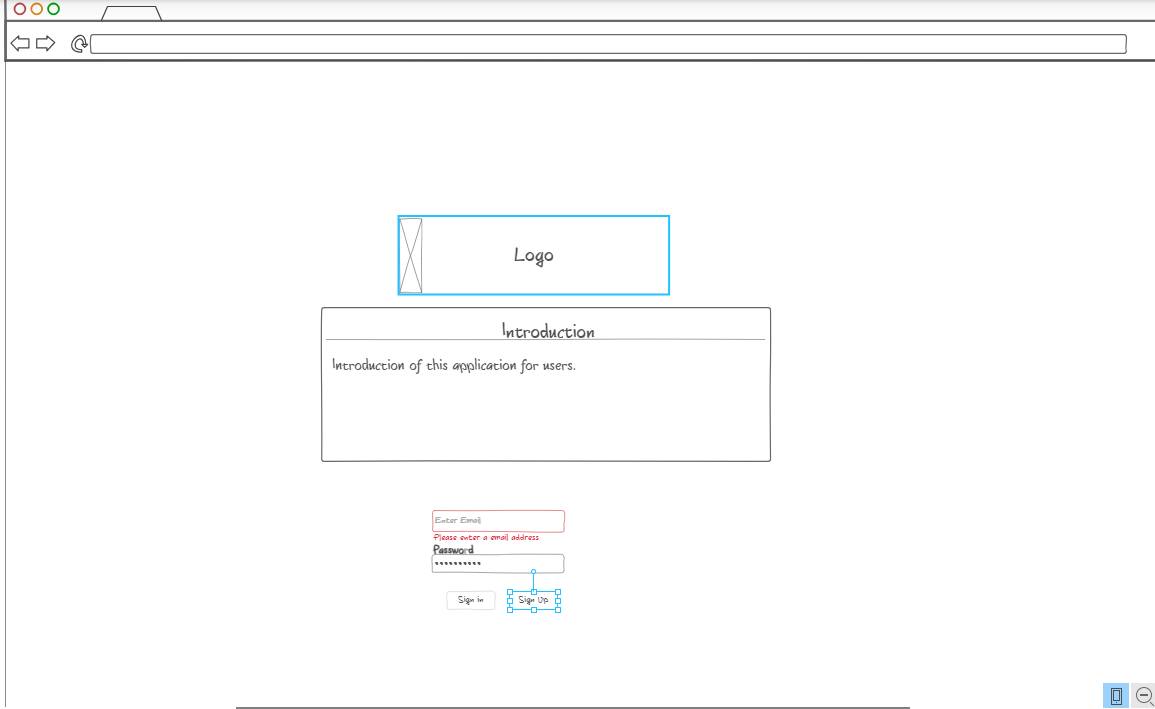 Logo
Introduction
Introduction of this application for users.
Enter Email
Please enter a email address
Password
••••••••••
Sign in
Sign Up